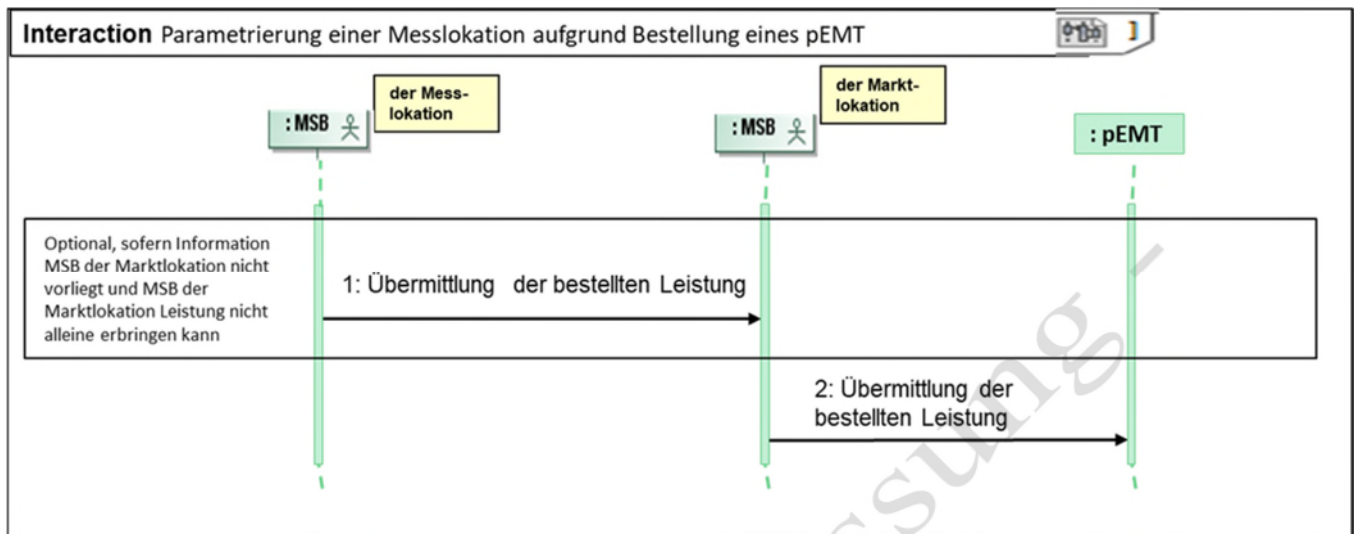 Interaction Parametrierung einer Messlokation aufgrund Bestellung eines pEMT
der Mess-
lokation
: MSB
der Markt-
lokation
: MSB
: pEMT
Optional, sofern Information
MSB der Marktlokation nicht
vorliegt und MSB der
Marktlokation Leistung nicht
alleine erbringen kann
1: Übermittlung der bestellten Leistung
2: Übermittlung der
bestellten Leistung
ssung -